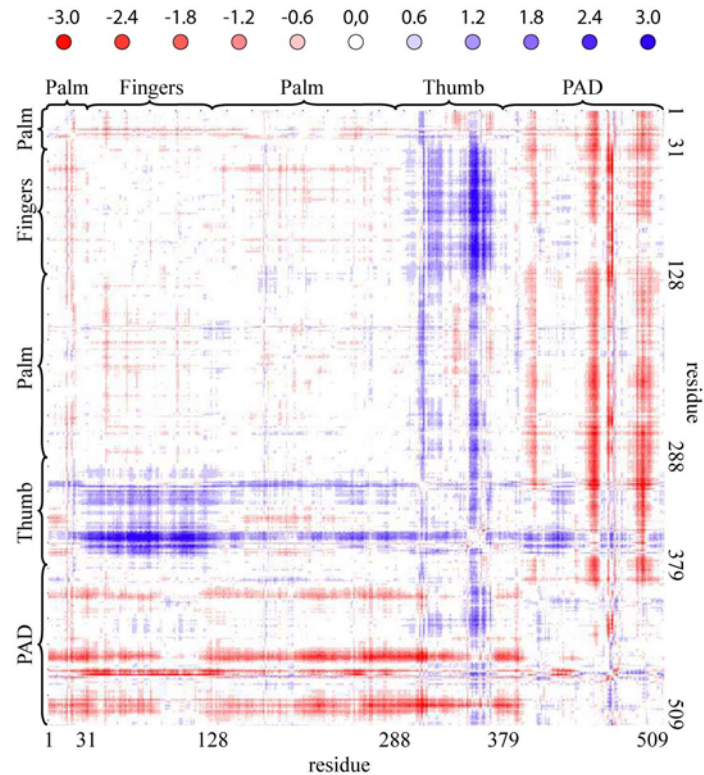 -3.0 -2.4 -1.8 -1.2 -0.6 0,0 0.6 1.2 1.8 2.4 3.0
Palm Fingers Palm Thumb PAD
Palm
Fingers
Palm
Thumb
PAD
1
31
128
288
379
509
residue
1 31 128 288 379 509
residue